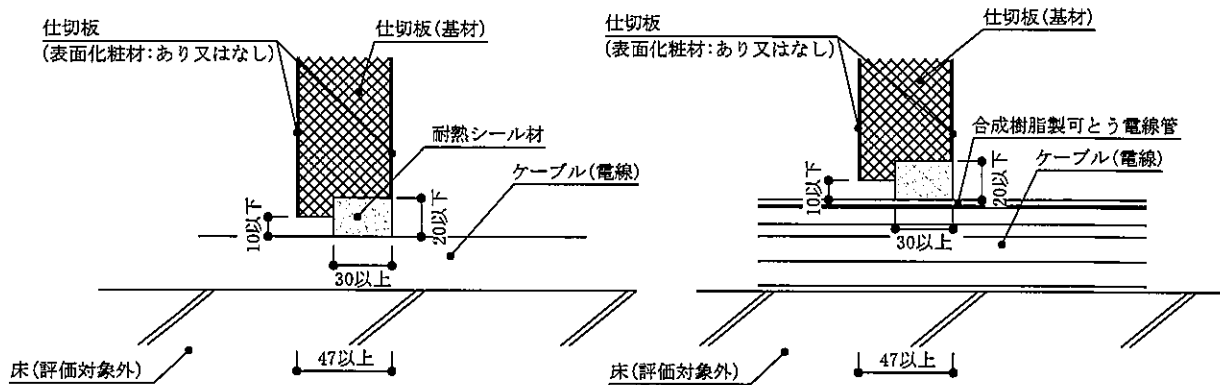 仕切板
(表面化粧材:あり又はなし)
仕切板(基材)
耐熱シール材
ケーブル(電線)
10以下
20以下
30以上
47以上
床(評価対象外)
仕切板
(表面化粧材:あり又はなし)
仕切板(基材)
合成樹脂製可とう電線管
ケーブル(電線)
10以下
20以下
30以上
47以上
床(評価対象外)